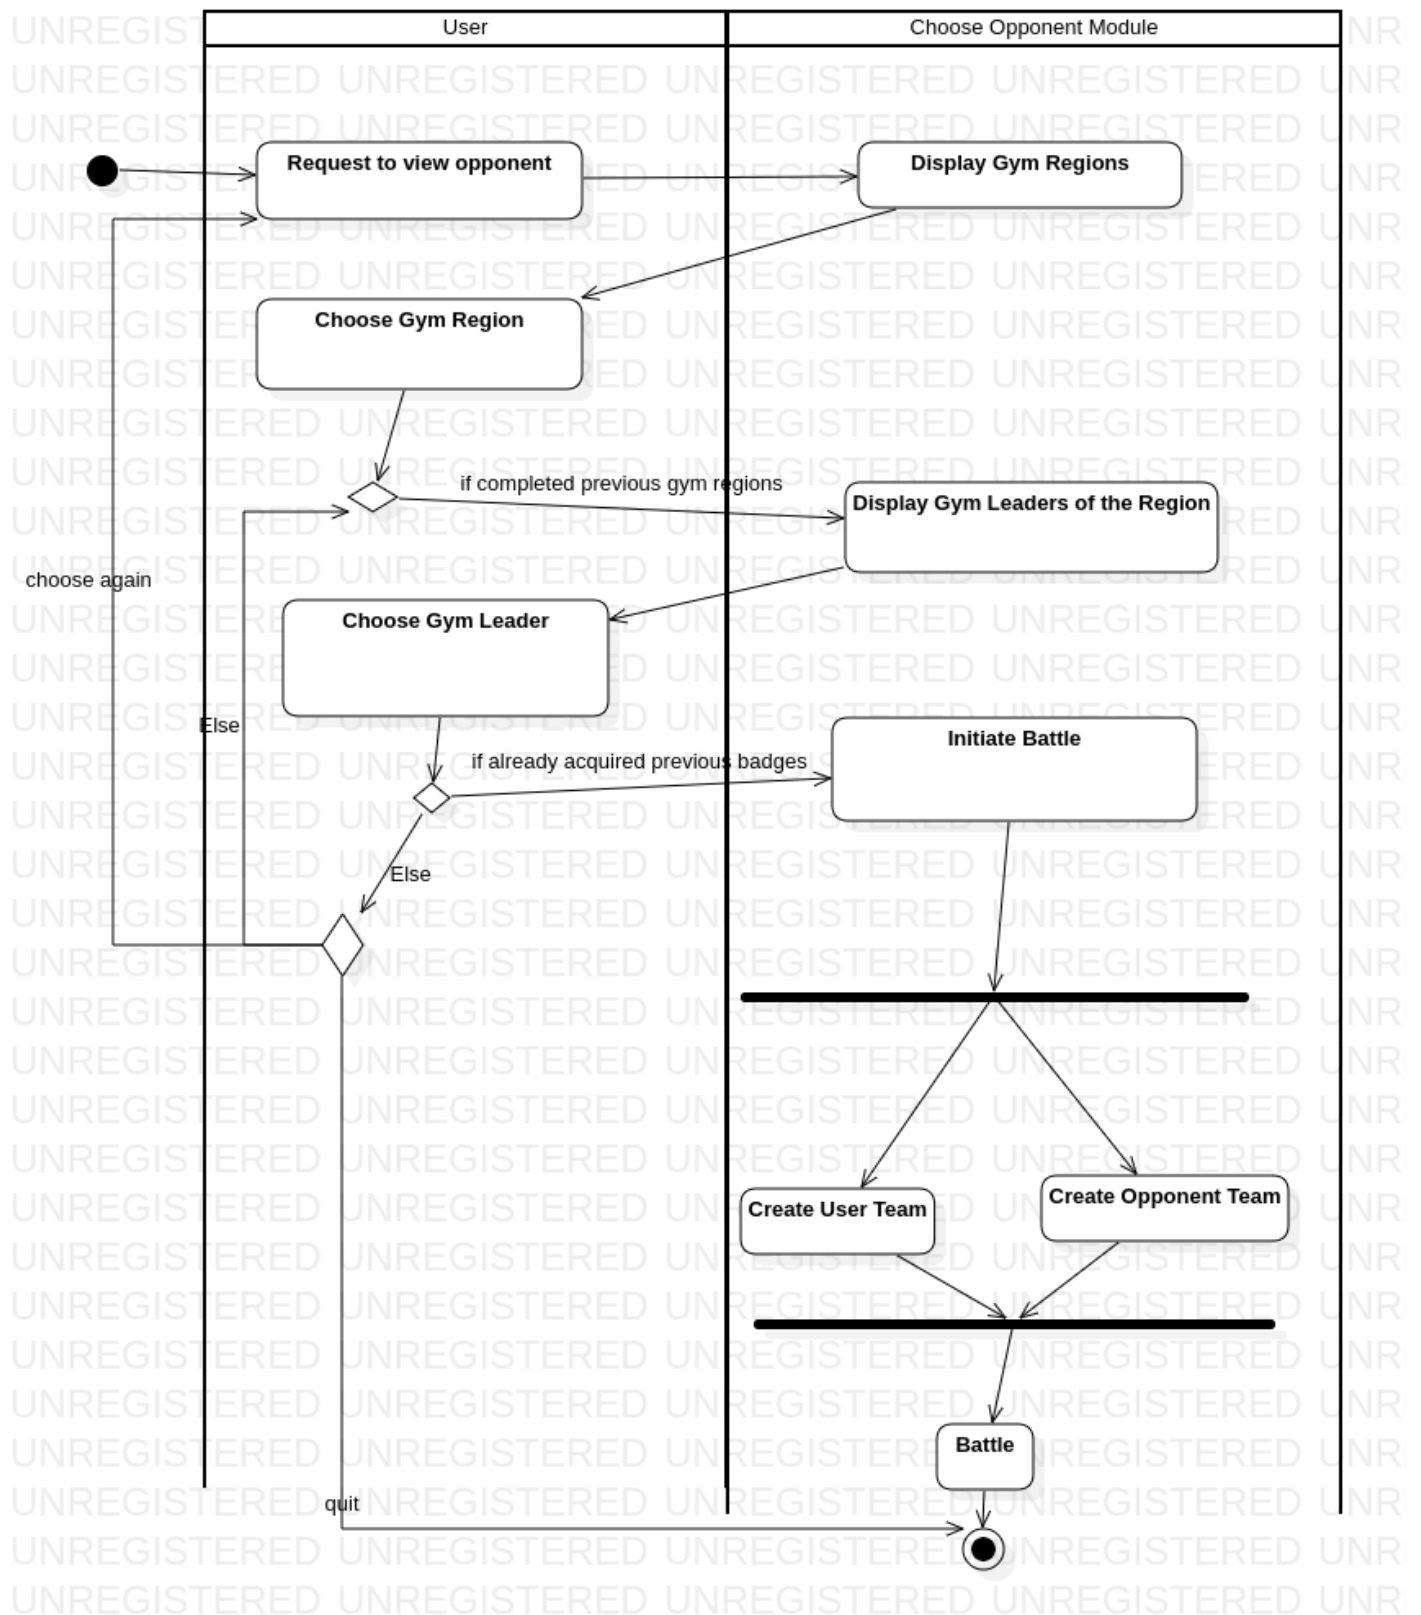 User
Choose Opponent Module
Request to view opponent
Display Gym Regions
Choose Gym Region
if completed previous gym regions
Display Gym Leaders of the Region
choose again
Choose Gym Leader
Else
Initiate Battle
if already acquired previous badges
Else
Create User Team
Create Opponent Team
Battle
quit
UNREGISTERED